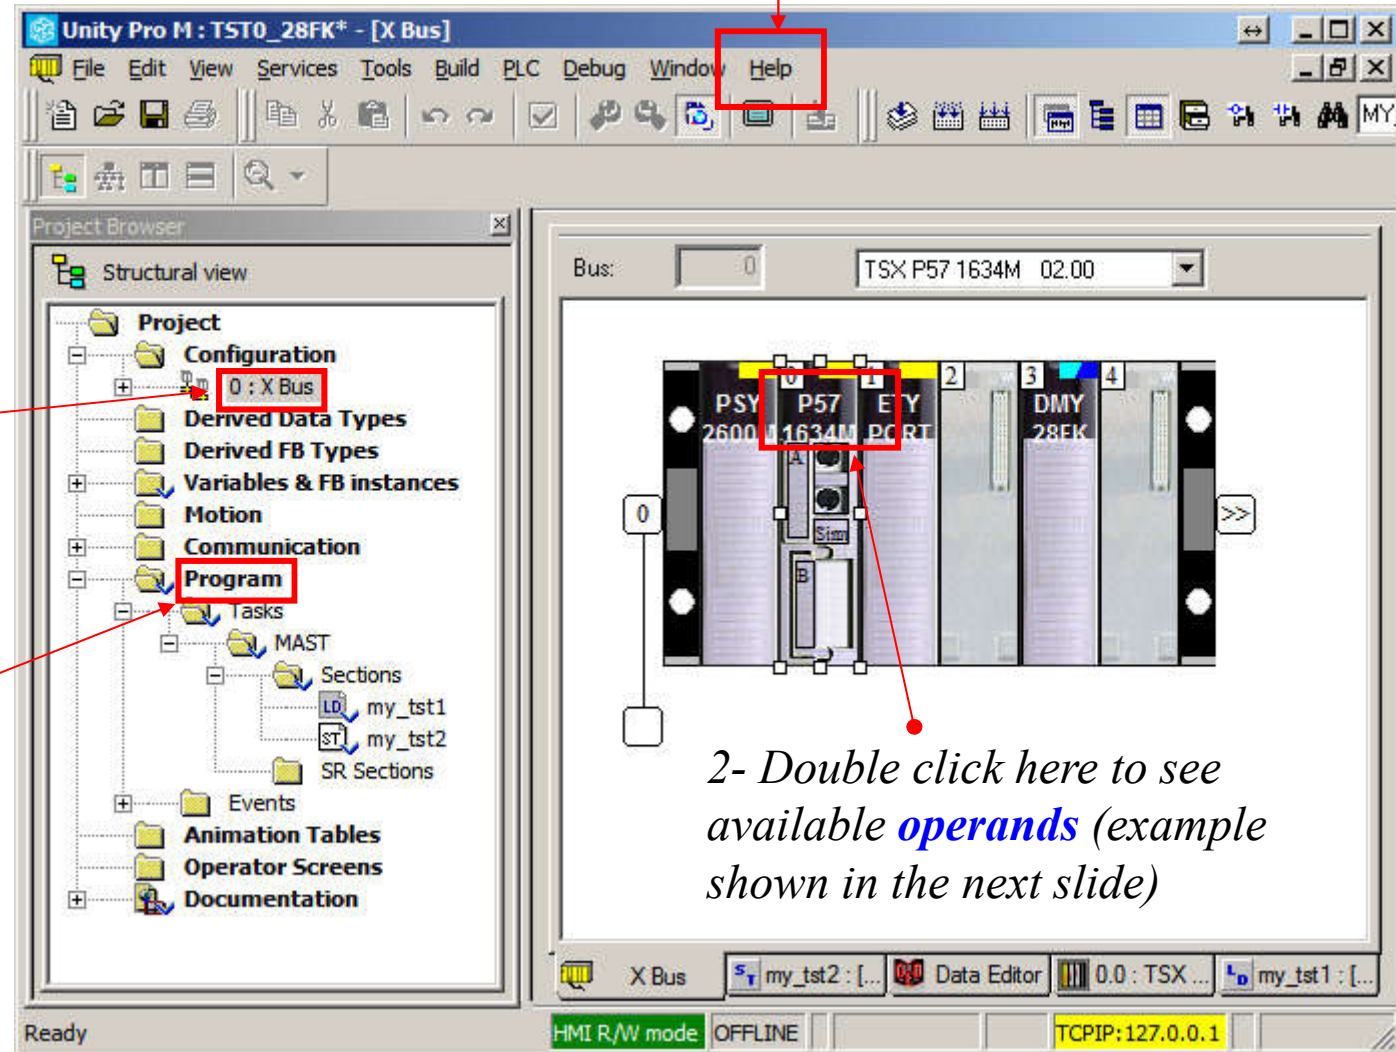 Unity Pro M : TST0_28FK* - [X Bus]
File Edit View Services Tools Build PLC Debug Window Help
MY_
Project Browser
Structural view
Bus: 0 TSX P57 1634M 02.00
Project
Configuration
0 : X Bus
Derived Data Types
Derived FB Types
Variables & FB instances
Motion
Communication
Program
Tasks
MAST
Sections
LD my_tst1
ST my_tst2
SR Sections
Events
Animation Tables
Operator Screens
Documentation
0 1 2 3 4
PSY P57 ETY DMY
2600M 1634M PORT 28FK
A
0 >>
Sim
B
2- Double click here to see
available operands (example
shown in the next slide)
X Bus ST my_tst2 : [... Data Editor 0.0 : TSX ... LD my_tst1 : [...
Ready HMI R/W mode OFFLINE TCPIP:127.0.0.1